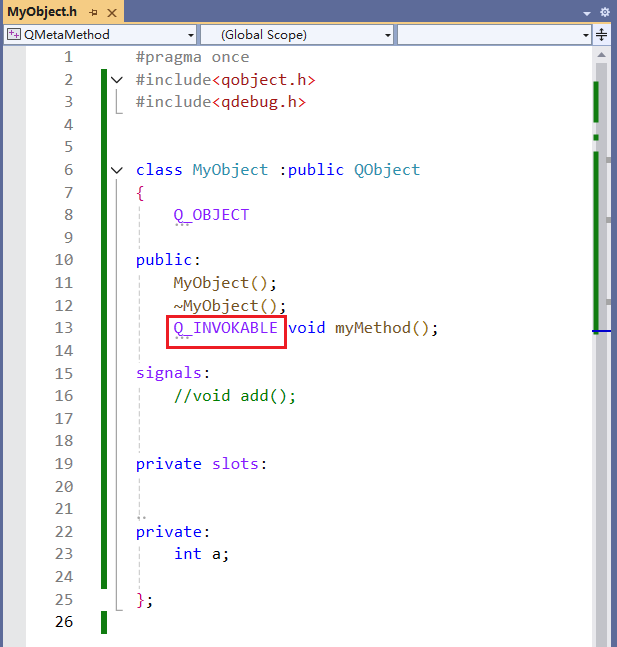 MyObject.h
QMetaMethod (Global Scope)
1 #pragma once
2 #include<qobject.h>
3 #include<qdebug.h>
4
5
6 class MyObject :public QObject
7 {
8 Q_OBJECT
9
10 public:
11 MyObject();
12 ~MyObject();
13 Q_INVOKABLE void myMethod();
14
15 signals:
16 //void add();
17
18
19 private slots:
20
21
22 private:
23 int a;
24
25 };
26